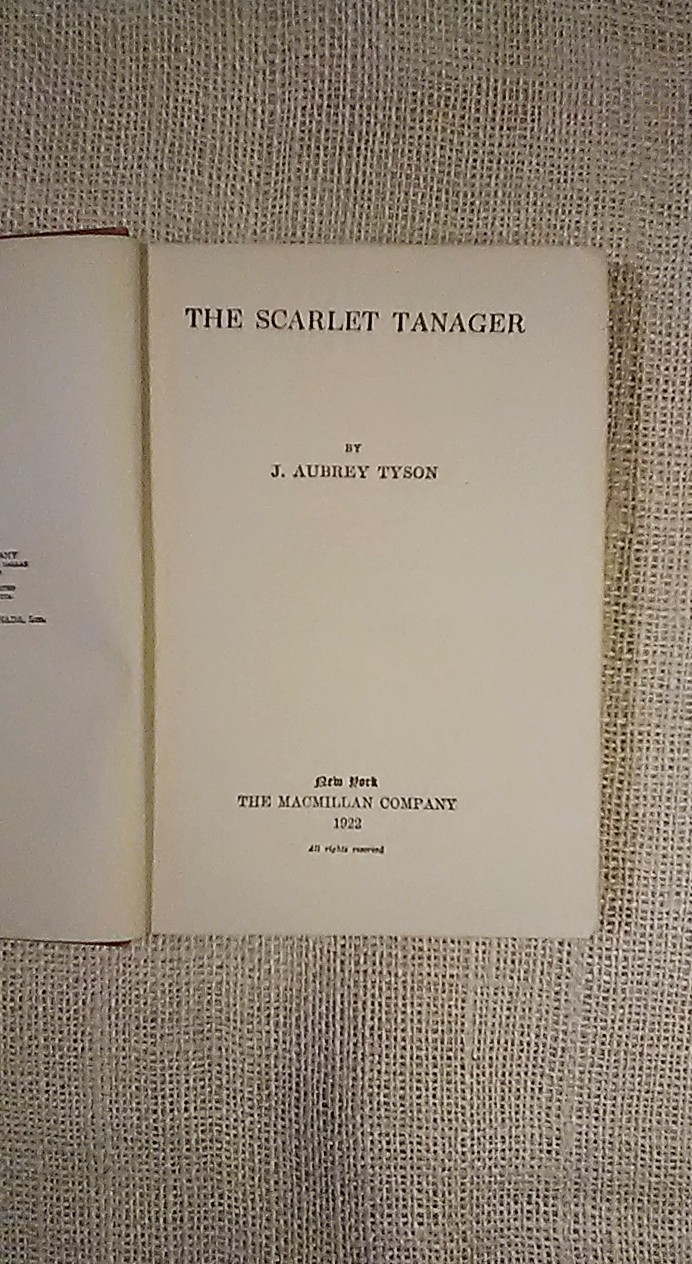 THE SCARLET TANAGER
BY
J. AUBREY TYSON
New York
THE MACMILLAN COMPANY
1922
All rights reserved